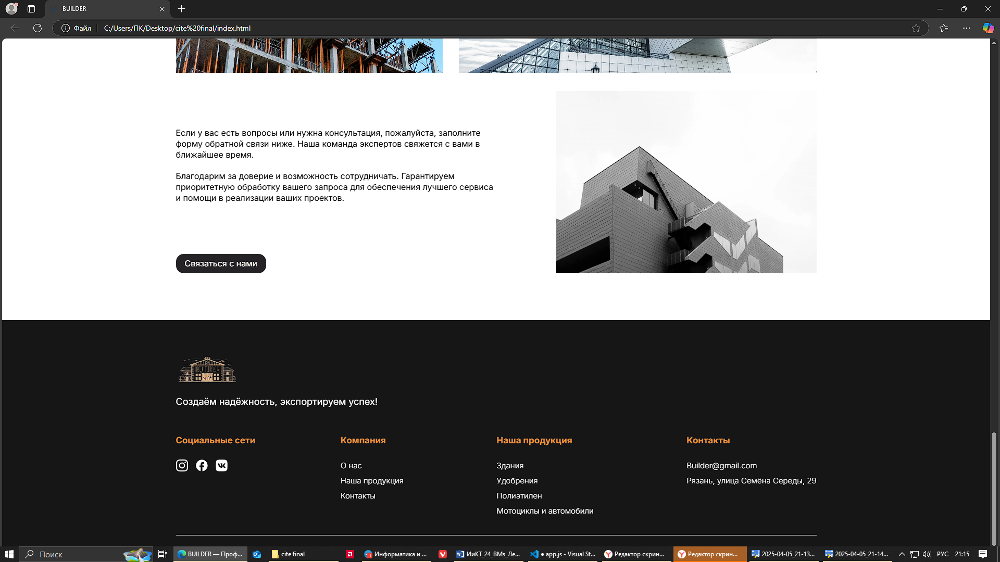 BUILDER
Файл
C:/Users/ПК/Desktop/cite%20final/index.html
Если у вас есть вопросы или нужна консультация, пожалуйста, заполните
форму обратной связи ниже. Наша команда экспертов свяжется с вами в
ближайшее время.
Благодарим за доверие и возможность сотрудничать. Гарантируем
приоритетную обработку вашего запроса для обеспечения лучшего сервиса
и помощи в реализации ваших проектов.
Связаться с нами
BUILDER
Создаём надёжность, экспортируем успех!
Социальные сети
Компания
О нас
Наша продукция
Контакты
Наша продукция
Здания
Удобрения
Полиэтилен
Мотоциклы и автомобили
Контакты
Builder@gmail.com
Рязань, улица Семёна Середы, 29
Поиск
BUILDER — Проф...
cite final
Информатика и ...
ИиКТ_24_ВМз_Ле...
● app.js - Visual St...
Редактор скрин...
Редактор скрин...
2025-04-05_21-13...
2025-04-05_21-14...
РУС
21:15